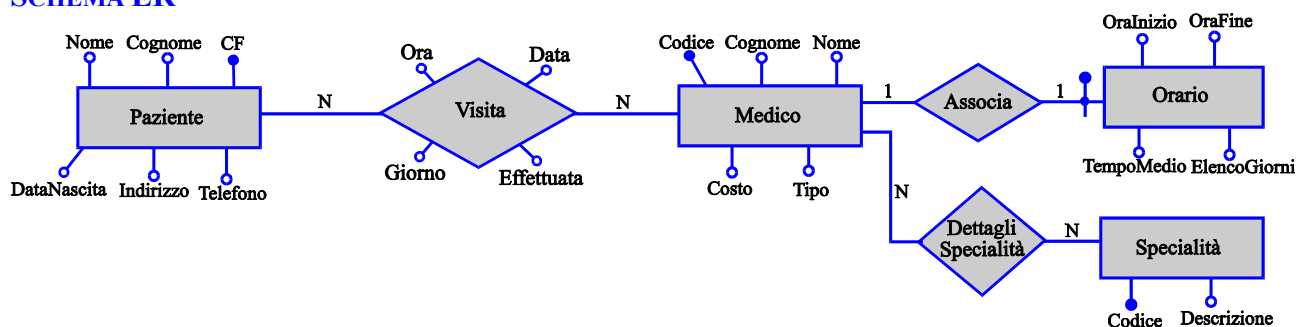 SCHEMA ER
Nome Cognome CF
Paziente
DataNascita Indirizzo Telefono
N
Ora Data
Visita
Giorno Effettuata
N
Codice Cognome Nome
Medico
Costo Tipo
1
Associa
1
OraInizio OraFine
Orario
TempoMedio ElencoGiorni
N
Dettagli
Specialità
N
Specialità
Codice Descrizione